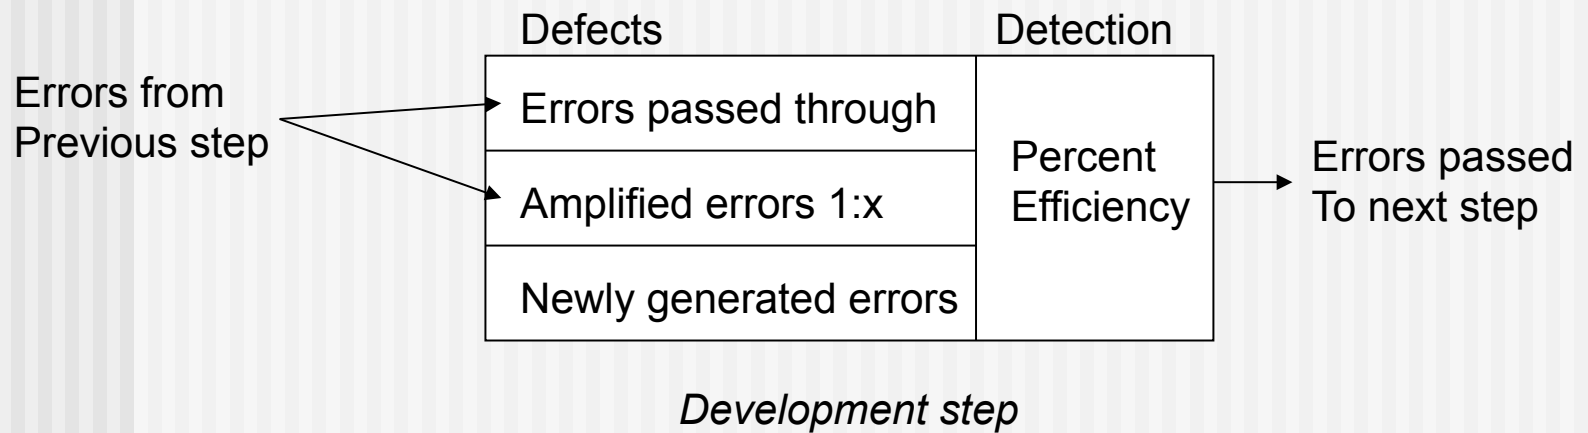 Defects
Detection
Errors from
Previous step
Errors passed through
Amplified errors 1:x
Newly generated errors
Percent
Efficiency
Errors passed
To next step
Development step